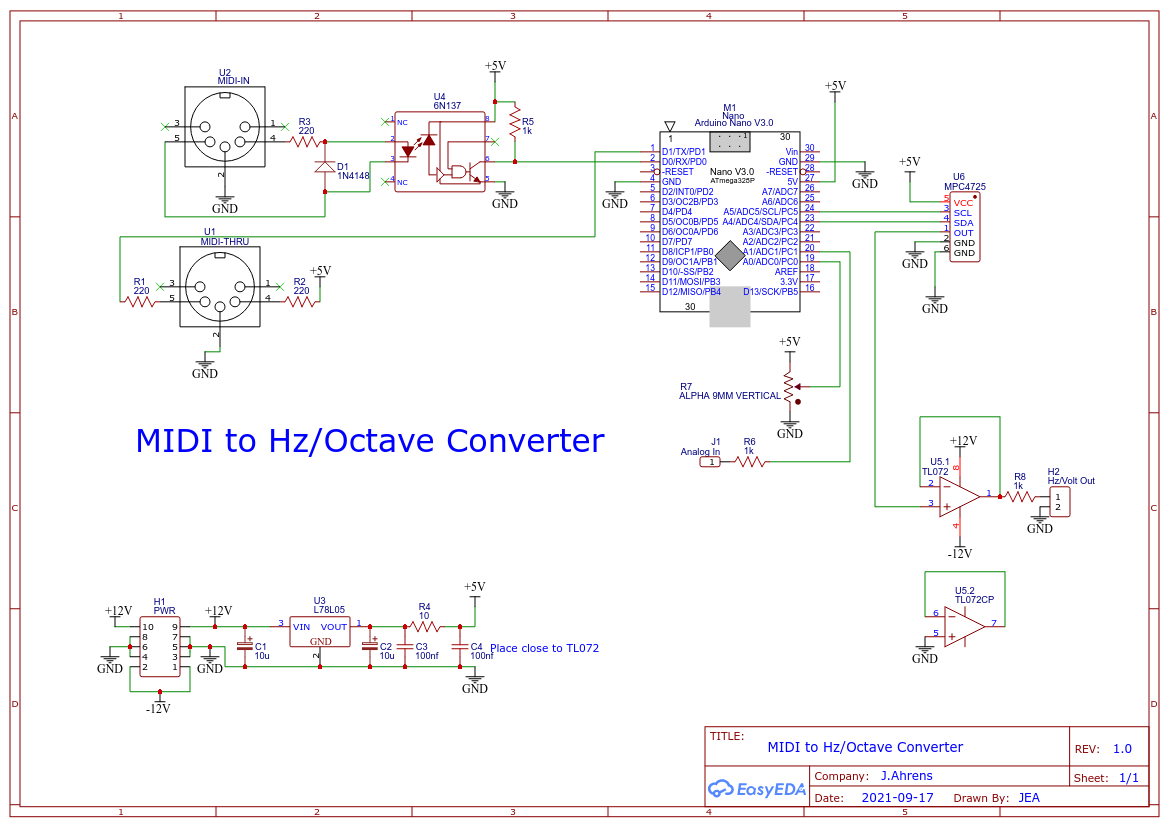 1 2 3 4 5
A
B
C
D
U2
MIDI-IN
3
5
1
4
2
GND
R3
220
D1
1N4148
U4
6N137
1
NC
2
3
4
NC
8
7
6
5
+5V
R5
1k
GND
U1
MIDI-THRU
3
5
1
4
2
R1
220
R2
220
+5V
GND
M1
Nano
Arduino Nano V3.0
1
30
1
1 D1/TX/PD1
2 D0/RX/PD0
3 -RESET
4 GND
5 D2/INT0/PD2
6 D3/OC2B/PD3
7 D4/PD4
8 D5/OC0B/PD5
9 D6/OC0A/PD6
10 D7/PD7
11 D8/ICP1/PB0
12 D9/OC1A/PB1
13 D10/-SS/PB2
14 D11/MOSI/PB3
15 D12/MISO/PB4
Nano V3.0
ATmega328P
Vin 30
GND 29
-RESET 28
5V 27
A7/ADC7 26
A6/ADC6 25
A5/ADC5/SCL/PC5 24
A4/ADC4/SDA/PC4 23
A3/ADC3/PC3 22
A2/ADC2/PC2 21
A1/ADC1/PC1 20
A0/ADC0/PC0 19
AREF 18
3.3V 17
D13/SCK/PB5 16
30
GND
+5V
GND
+5V
U6
MPC4725
5 VCC
3 SCL
4 SDA
1 OUT
2 GND
6 GND
GND
GND
+5V
R7
ALPHA 9MM VERTICAL
GND
J1
Analog In
1
R6
1k
MIDI to Hz/Octave Converter
+12V
U5.1
TL072
8
2
3
1
4
-12V
R8
1k
H2
Hz/Volt Out
1
2
GND
U5.2
TL072CP
6
5
7
GND
+12V
H1
PWR
10 9
8 7
6 5
4 3
2 1
GND
GND
-12V
+12V
C1
10u
U3
L78L05
3 VIN VOUT 1
GND
2
C2
10u
C3
100nf
R4
10
+5V
C4
100nf
Place close to TL072
GND
TITLE:
MIDI to Hz/Octave Converter
REV: 1.0
EasyEDA
Company: J.Ahrens
Sheet: 1/1
Date: 2021-09-17 Drawn By: JEA
A
B
C
D
1 2 3 4 5